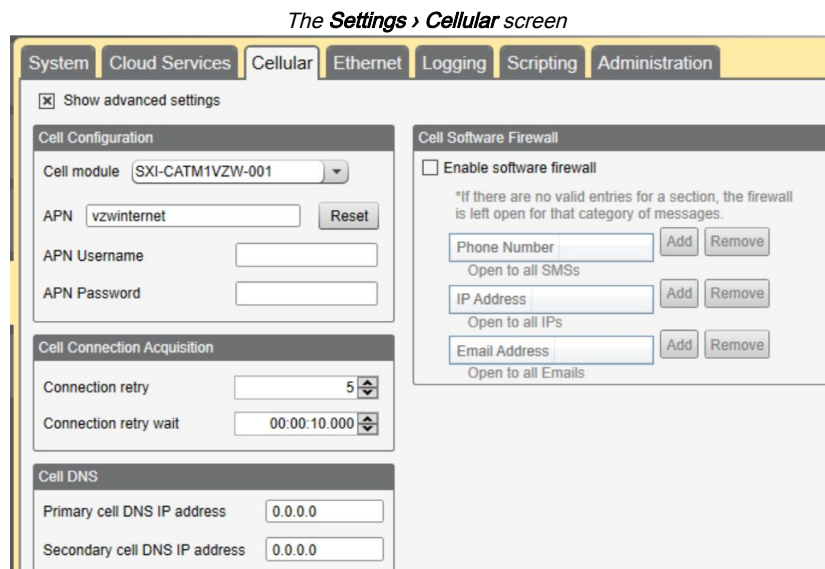 The Settings › Cellular screen
System Cloud Services Cellular Ethernet Logging Scripting Administration
Show advanced settings
Cell Configuration
Cell module SXI-CATM1VZW-001
APN vzwinternet Reset
APN Username
APN Password
Cell Connection Acquisition
Connection retry 5
Connection retry wait 00:00:10.000
Cell DNS
Primary cell DNS IP address 0.0.0.0
Secondary cell DNS IP address 0.0.0.0
Cell Software Firewall
Enable software firewall
*If there are no valid entries for a section, the firewall
is left open for that category of messages.
Phone Number Add Remove
Open to all SMSs
IP Address Add Remove
Open to all IPs
Email Address Add Remove
Open to all Emails